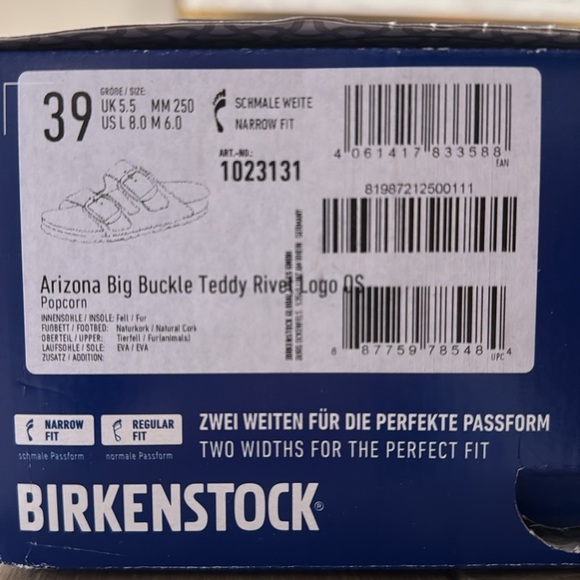 39
GRÖßE / SIZE:
UK 5.5 MM 250
US L 8.0 M 6.0
SCHMALE WEITE
NARROW FIT
ART.-NO.:
1023131
4 061417 833588
EAN
81987212500111
Arizona Big Buckle Teddy Rivet Logo OS
Popcorn
INNENSOHLE / INSOLE: Fell / Fur
FUßBETT / FOOTBED: Naturkork / Natural Cork
OBERTEIL / UPPER: Tierfell / Fur(animals)
LAUFSOHLE / SOLE: EVA / EVA
ZUSATZ / ADDITION:
8 87759 78548 4
UPC
NARROW FIT
schmale Passform
REGULAR FIT
normale Passform
ZWEI WEITEN FÜR DIE PERFEKTE PASSFORM
TWO WIDTHS FOR THE PERFECT FIT
BIRKENSTOCK®